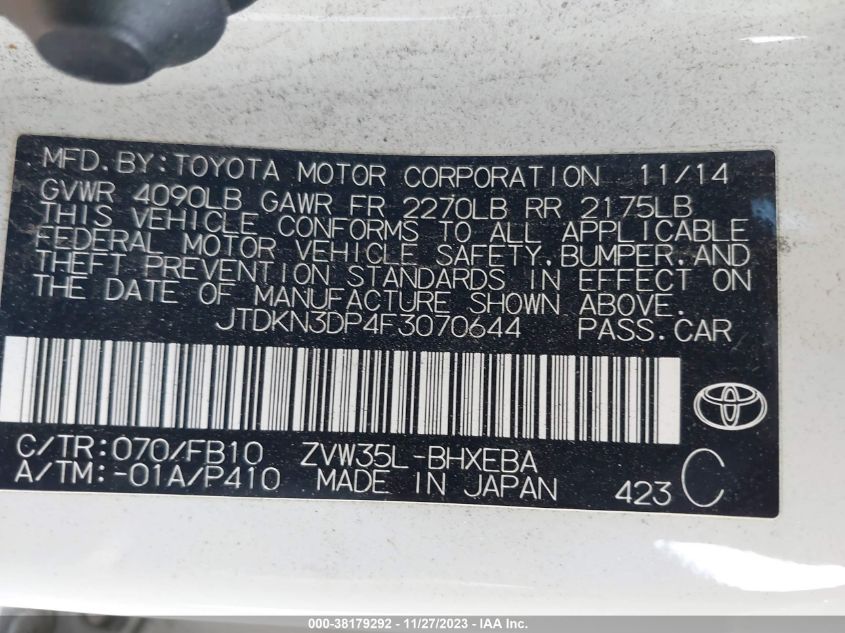 MFD. BY: TOYOTA MOTOR CORPORATION 11/14
GVWR 4090LB GAWR FR 2270LB RR 2175LB
THIS VEHICLE CONFORMS TO ALL APPLICABLE
FEDERAL MOTOR VEHICLE SAFETY, BUMPER, AND
THEFT PREVENTION STANDARDS IN EFFECT ON
THE DATE OF MANUFACTURE SHOWN ABOVE.
JTDKN3DP4F3070644 PASS. CAR
C/TR: 070/FB10 ZVW35L-BHXEBA
A/TM: -01A/P410 MADE IN JAPAN 423 C
000-38179292 - 11/27/2023 - IAA Inc.